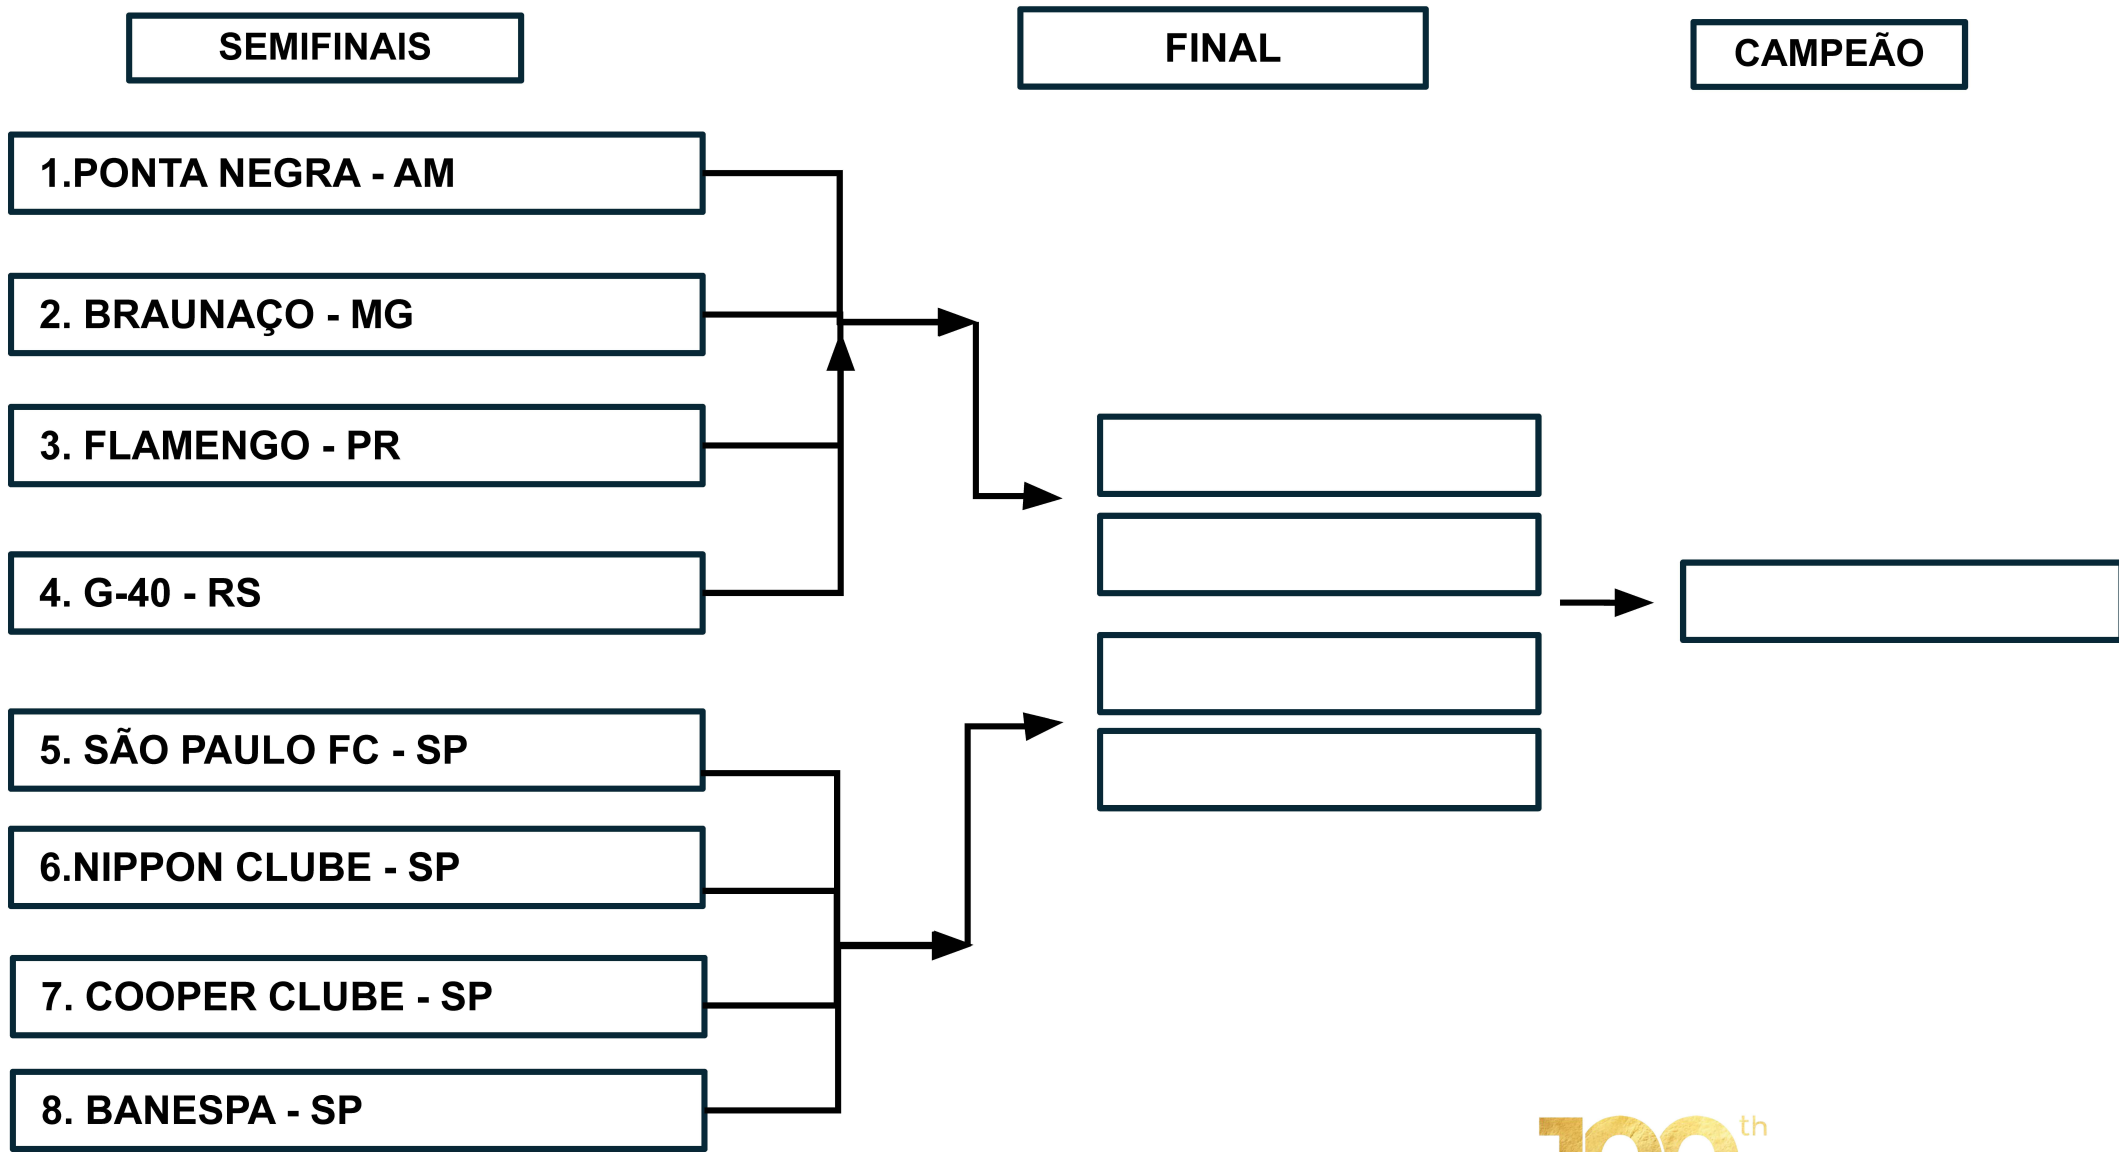 SEMIFINAIS
FINAL
CAMPEÃO
1.PONTA NEGRA - AM
2. BRAUNAÇO - MG
3. FLAMENGO - PR
4. G-40 - RS
5. SÃO PAULO FC - SP
6.NIPPON CLUBE - SP
7. COOPER CLUBE - SP
8. BANESPA - SP
100th